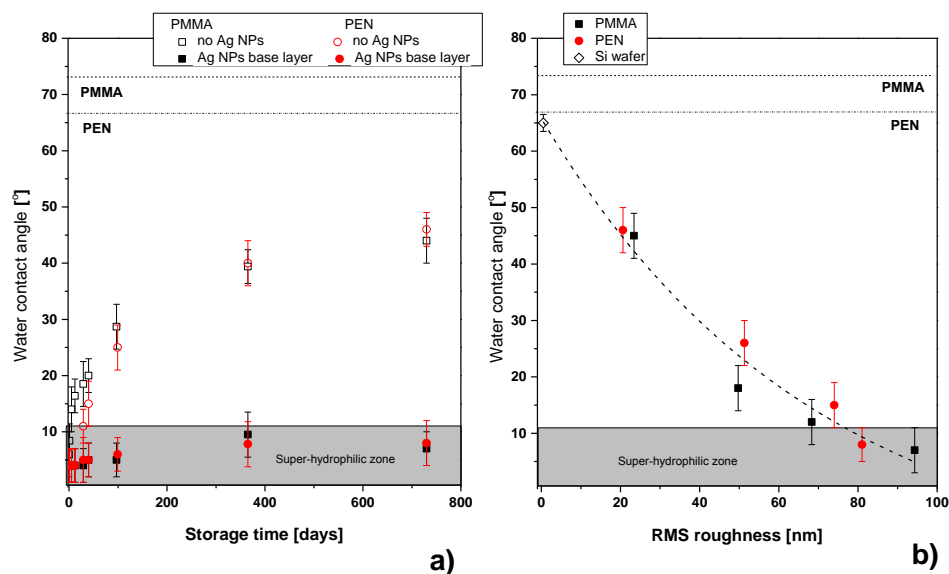 PMMA PEN
no Ag NPs no Ag NPs
Ag NPs base layer Ag NPs base layer
80
70
60
50
40
30
20
10
PMMA
PEN
Super-hydrophilic zone
0 200 400 600 800
Water contact angle [°]
Storage time [days]
a)
PMMA
PEN
Si wafer
80
70
60
50
40
30
20
10
PMMA
PEN
Super-hydrophilic zone
0 20 40 60 80 100
Water contact angle [°]
RMS roughness [nm]
b)